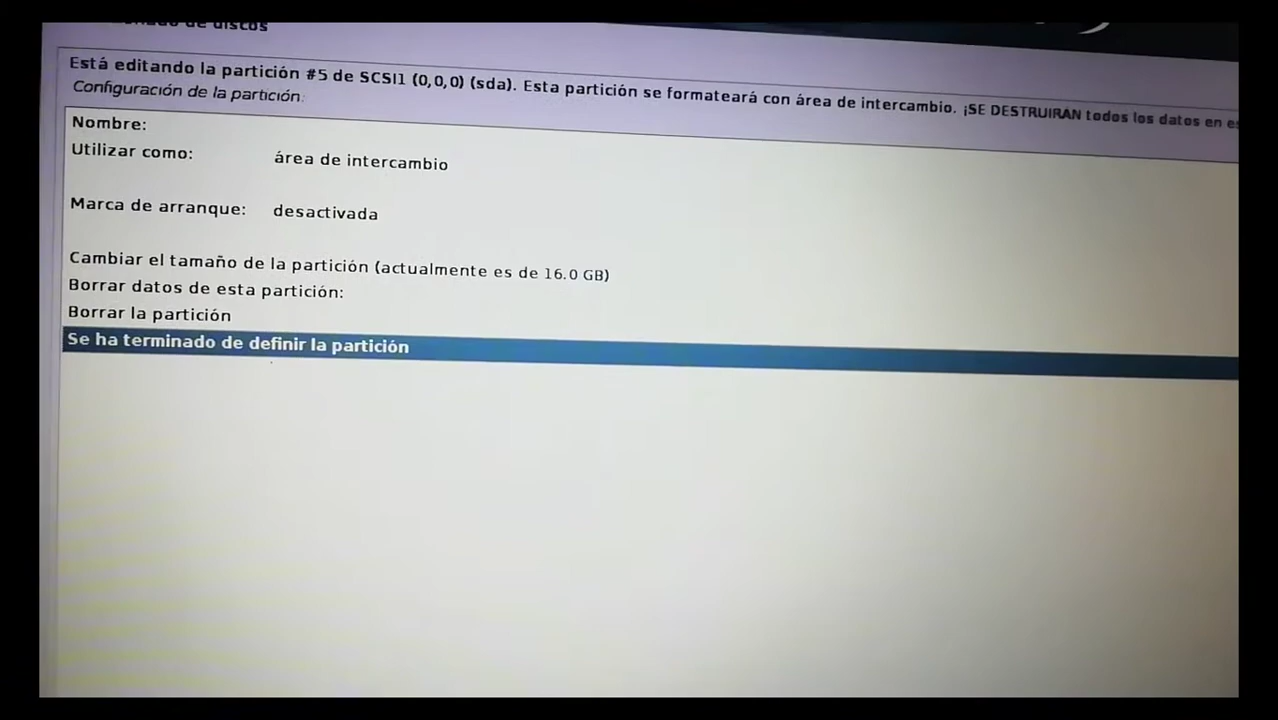 de discos
Está editando la partición #5 de SCSI1 (0,0,0) (sda). Esta partición se formateará con área de intercambio. ¡SE DESTRUIRÁN todos los datos en
Configuración de la partición:
Nombre:
Utilizar como: área de intercambio
Marca de arranque: desactivada
Cambiar el tamaño de la partición (actualmente es de 16.0 GB)
Borrar datos de esta partición:
Borrar la partición
Se ha terminado de definir la partición